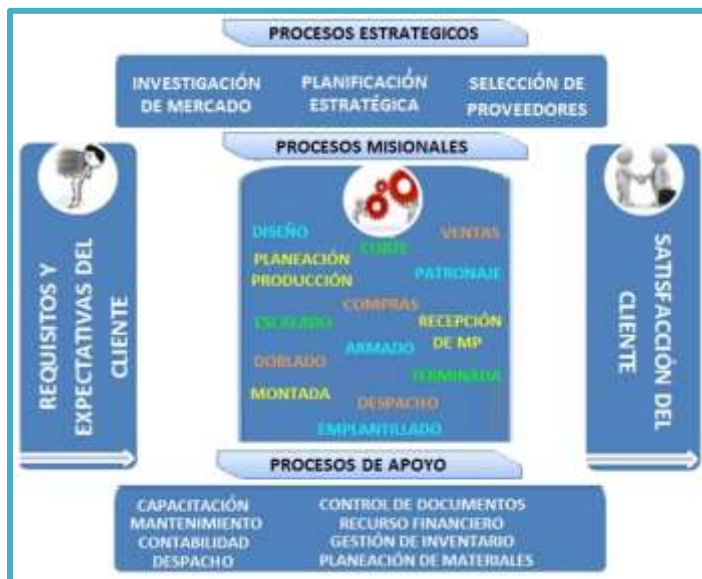 PROCESOS ESTRATEGICOS
INVESTIGACIÓN
DE MERCADO
PLANIFICACIÓN
ESTRATÉGICA
SELECCIÓN DE
PROVEEDORES
PROCESOS MISIONALES
REQUISITOS Y
EXPECTATIVAS DEL
CLIENTE
DISEÑO
VENTAS
CORTE
PLANEACIÓN
PRODUCCIÓN
PATRONAJE
COMPRAS
ESCALADO
RECEPCIÓN
DE MP
ARMADO
DOBLADO
TERMINADA
MONTADA
DESPACHO
EMPLANTILLADO
SATISFACCIÓN DEL
CLIENTE
PROCESOS DE APOYO
CAPACITACIÓN
MANTENIMIENTO
CONTABILIDAD
DESPACHO
CONTROL DE DOCUMENTOS
RECURSO FINANCIERO
GESTIÓN DE INVENTARIO
PLANEACIÓN DE MATERIALES